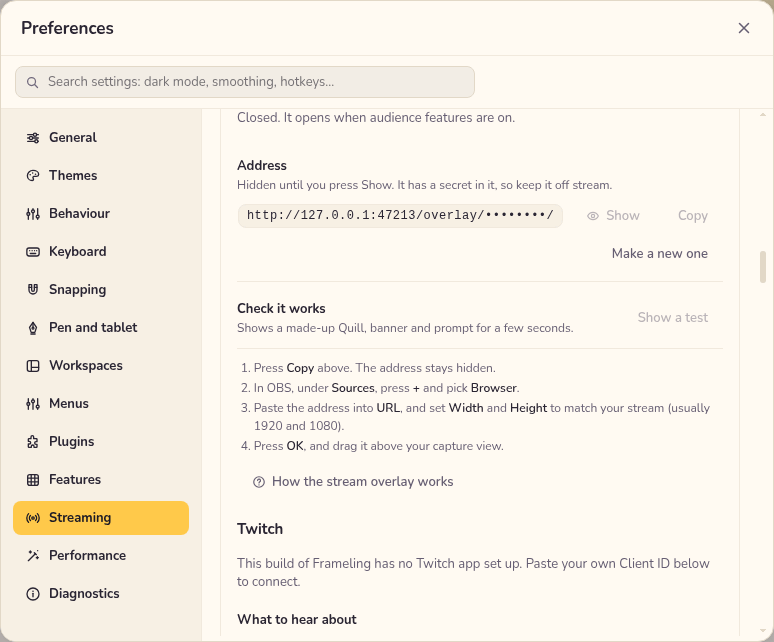 Preferences
Search settings: dark mode, smoothing, hotkeys...
General
Themes
Behaviour
Keyboard
Snapping
Pen and tablet
Workspaces
Menus
Plugins
Features
Streaming
Performance
Diagnostics
Closed. It opens when audience features are on.
Address
Hidden until you press Show. It has a secret in it, so keep it off stream.
http://127.0.0.1:47213/overlay/••••••••/
Show
Copy
Make a new one
Check it works
Shows a made-up Quill, banner and prompt for a few seconds.
Show a test
1. Press Copy above. The address stays hidden.
2. In OBS, under Sources, press + and pick Browser.
3. Paste the address into URL, and set Width and Height to match your stream (usually
1920 and 1080).
4. Press OK, and drag it above your capture view.
How the stream overlay works
Twitch
This build of Frameling has no Twitch app set up. Paste your own Client ID below
to connect.
What to hear about